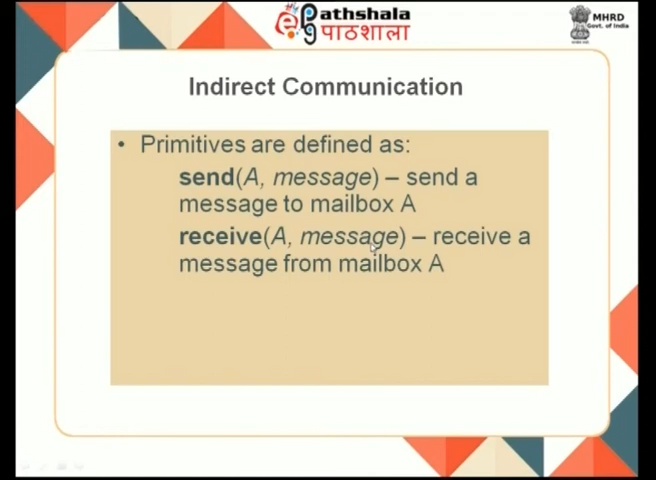 Pathshala
पाठशाला
MHRD
Govt. of India
Indirect Communication
• Primitives are defined as:
send(A, message) – send a
message to mailbox A
receive(A, message) – receive a
message from mailbox A